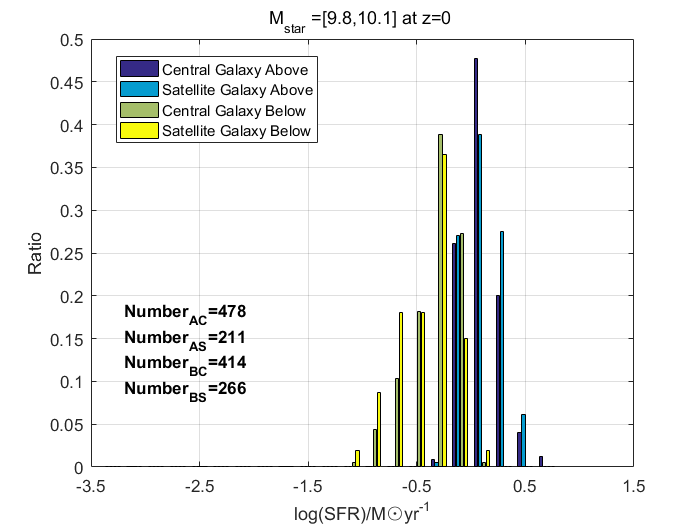 M_star =[9.8,10.1] at z=0
0.5
0.45
0.4
0.35
0.3
0.25
0.2
0.15
0.1
0.05
0
Ratio
Central Galaxy Above
Satellite Galaxy Above
Central Galaxy Below
Satellite Galaxy Below
Number_AC=478
Number_AS=211
Number_BC=414
Number_BS=266
-3.5 -2.5 -1.5 -0.5 0.5 1.5
log(SFR)/M☉yr^-1